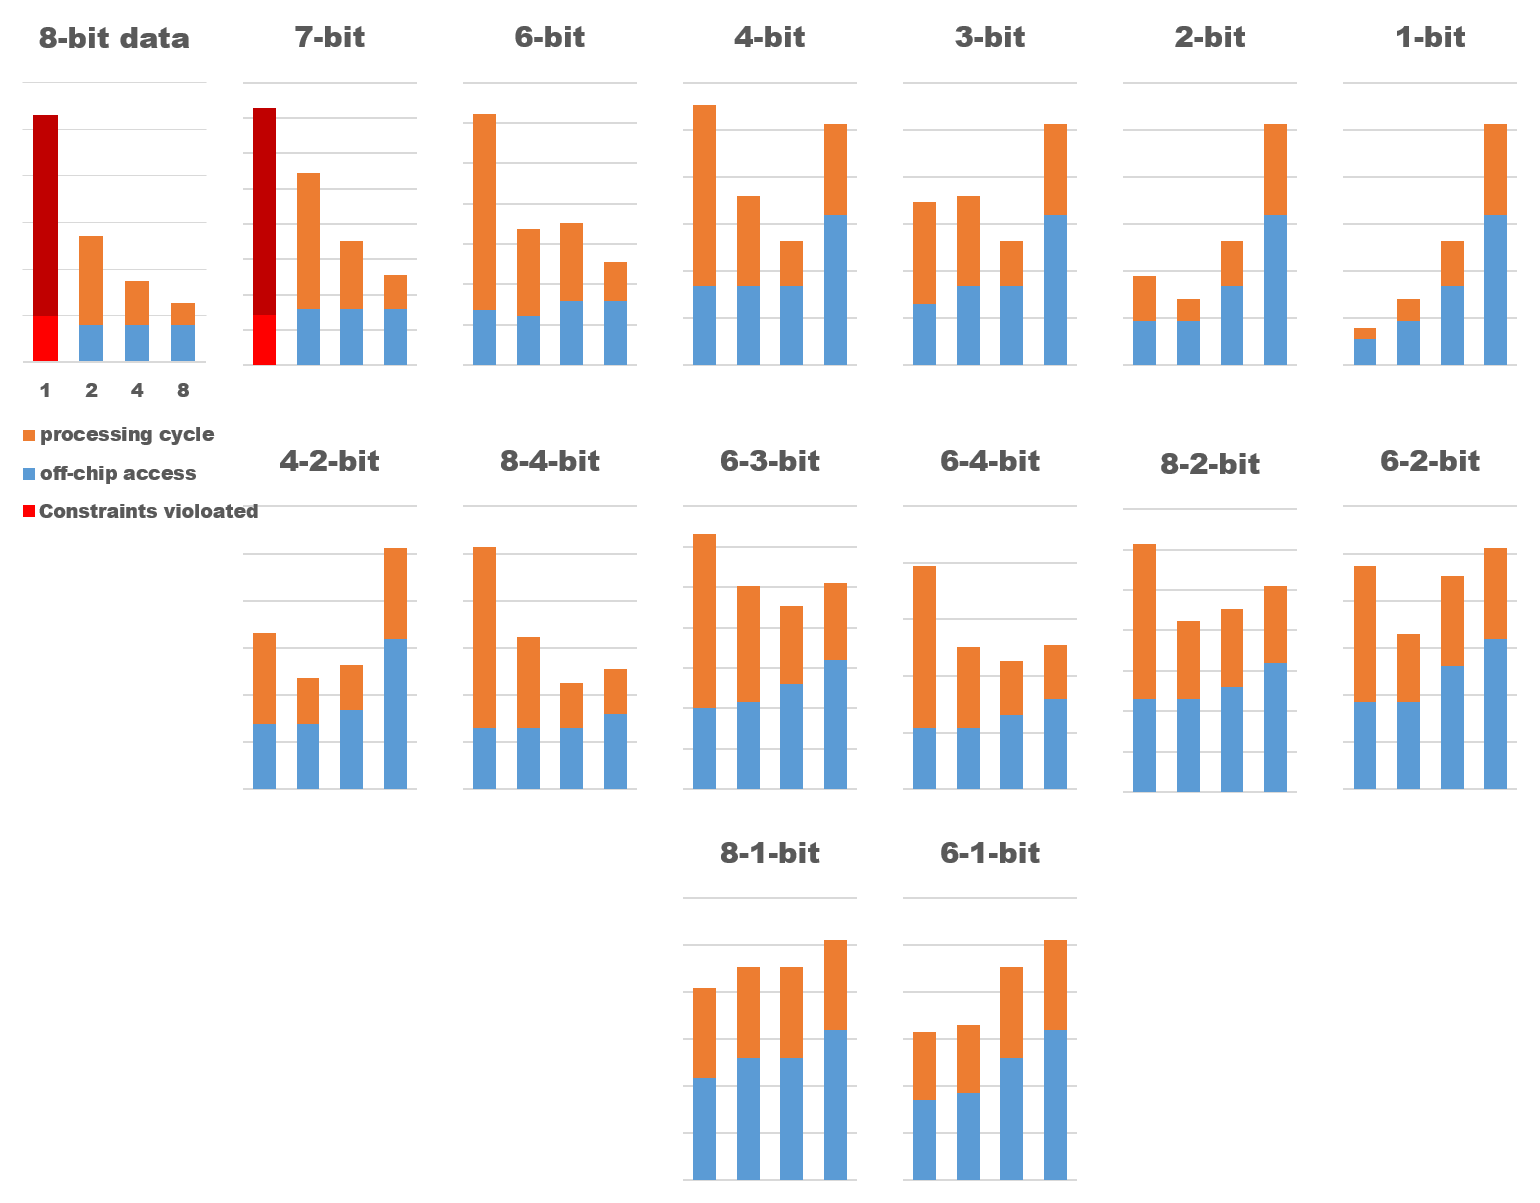 8-bit data
7-bit
6-bit
4-bit
3-bit
2-bit
1-bit
1 2 4 8
processing cycle
off-chip access
Constraints violoated
4-2-bit
8-4-bit
6-3-bit
6-4-bit
8-2-bit
6-2-bit
8-1-bit
6-1-bit